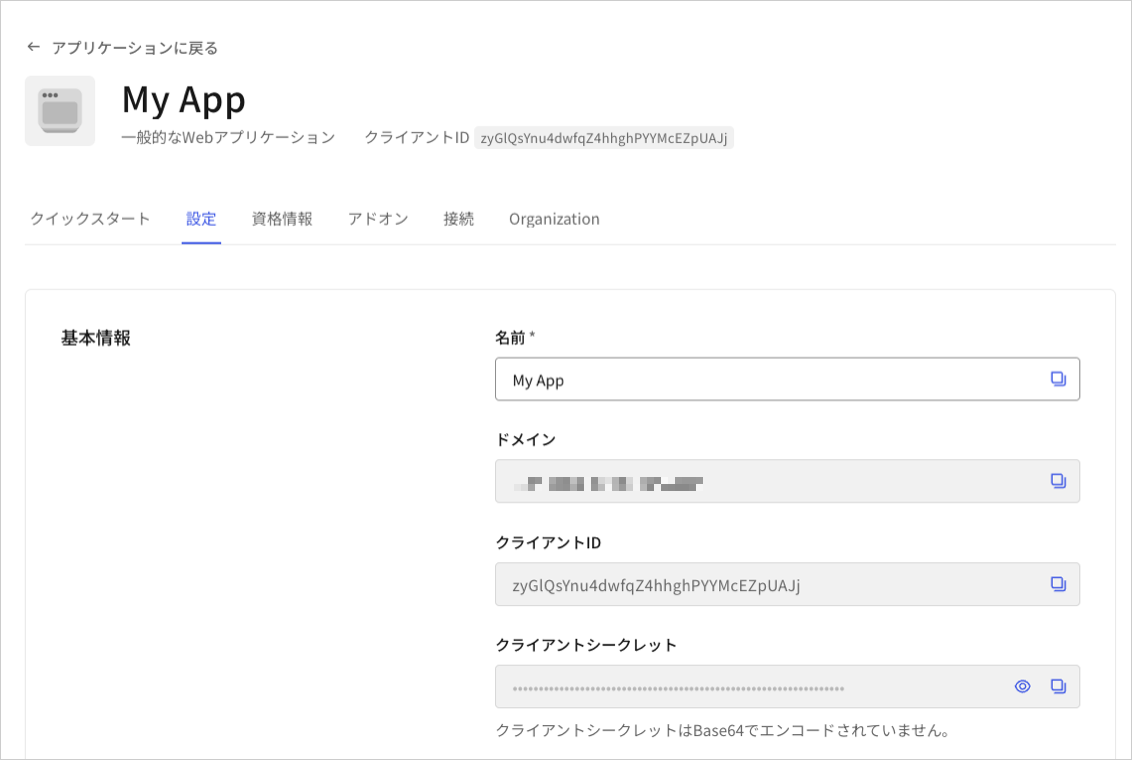 ← アプリケーションに戻る
My App
一般的なWebアプリケーション クライアントID zyGlQsYnu4dwfqZ4hhghPYYMcEZpUAJj
クイックスタート 設定 資格情報 アドオン 接続 Organization
基本情報
名前 *
My App
ドメイン
クライアントID
zyGlQsYnu4dwfqZ4hhghPYYMcEZpUAJj
クライアントシークレット
クライアントシークレットはBase64でエンコードされていません。